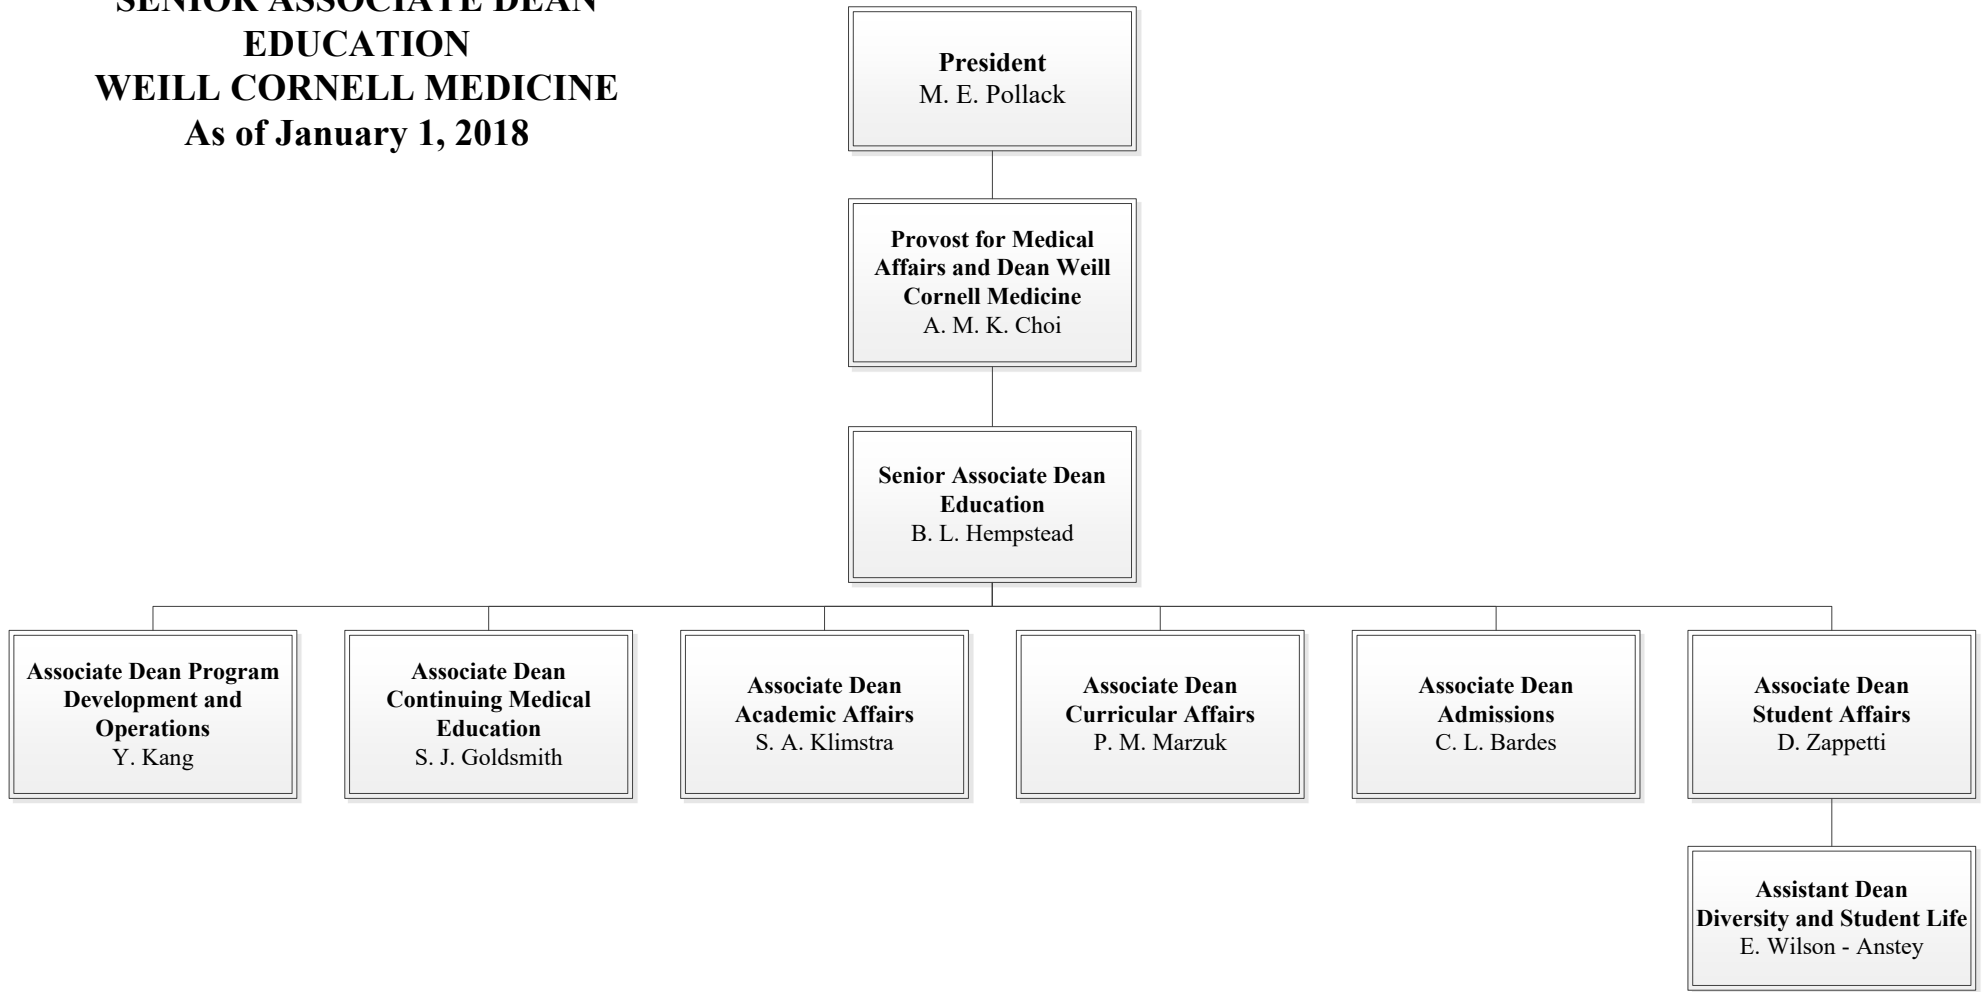 SENIOR ASSOCIATE DEAN
EDUCATION
WEILL CORNELL MEDICINE
As of January 1, 2018
President
M. E. Pollack
Provost for Medical
Affairs and Dean Weill
Cornell Medicine
A. M. K. Choi
Senior Associate Dean
Education
B. L. Hempstead
Associate Dean Program
Development and
Operations
Y. Kang
Associate Dean
Continuing Medical
Education
S. J. Goldsmith
Associate Dean
Academic Affairs
S. A. Klimstra
Associate Dean
Curricular Affairs
P. M. Marzuk
Associate Dean
Admissions
C. L. Bardes
Associate Dean
Student Affairs
D. Zappetti
Assistant Dean
Diversity and Student Life
E. Wilson - Anstey